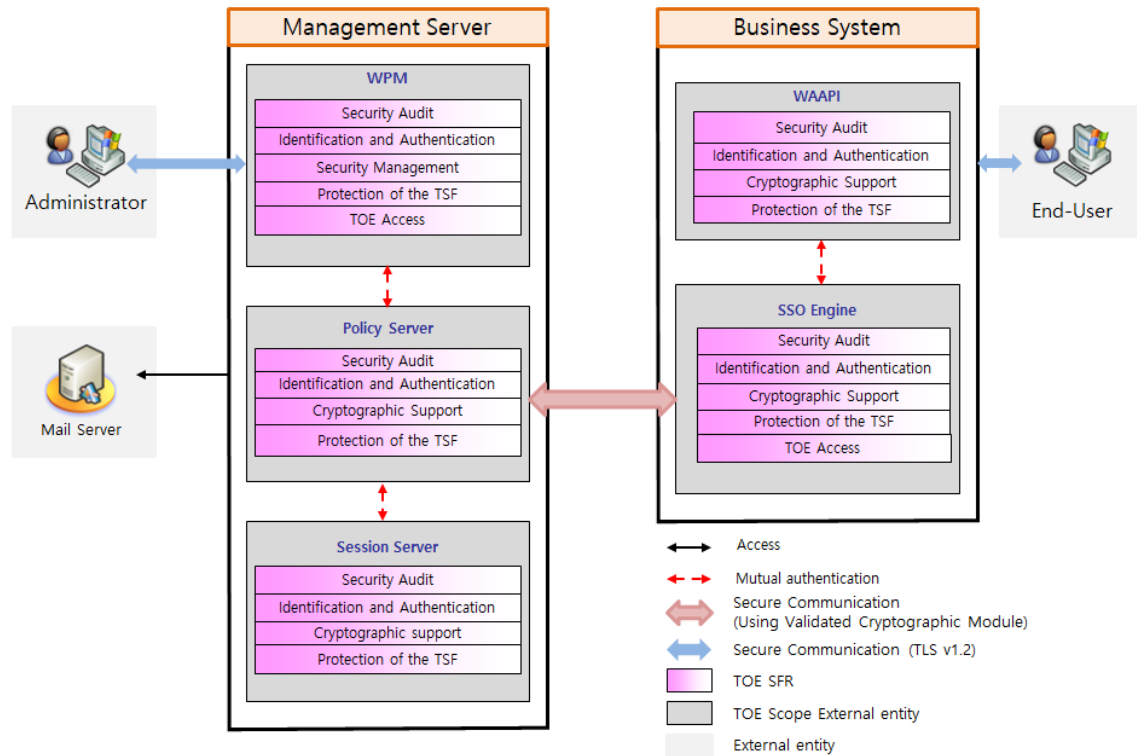 Management Server
WPM
Security Audit
Identification and Authentication
Security Management
Protection of the TSF
TOE Access
Administrator
Policy Server
Security Audit
Identification and Authentication
Cryptographic Support
Protection of the TSF
Mail Server
Session Server
Security Audit
Identification and Authentication
Cryptographic support
Protection of the TSF
Business System
WAAPI
Security Audit
Identification and Authentication
Cryptographic Support
Protection of the TSF
End-User
SSO Engine
Security Audit
Identification and Authentication
Cryptographic Support
Protection of the TSF
TOE Access
Access
Mutual authentication
Secure Communication
(Using Validated Cryptographic Module)
Secure Communication (TLS v1.2)
TOE SFR
TOE Scope External entity
External entity